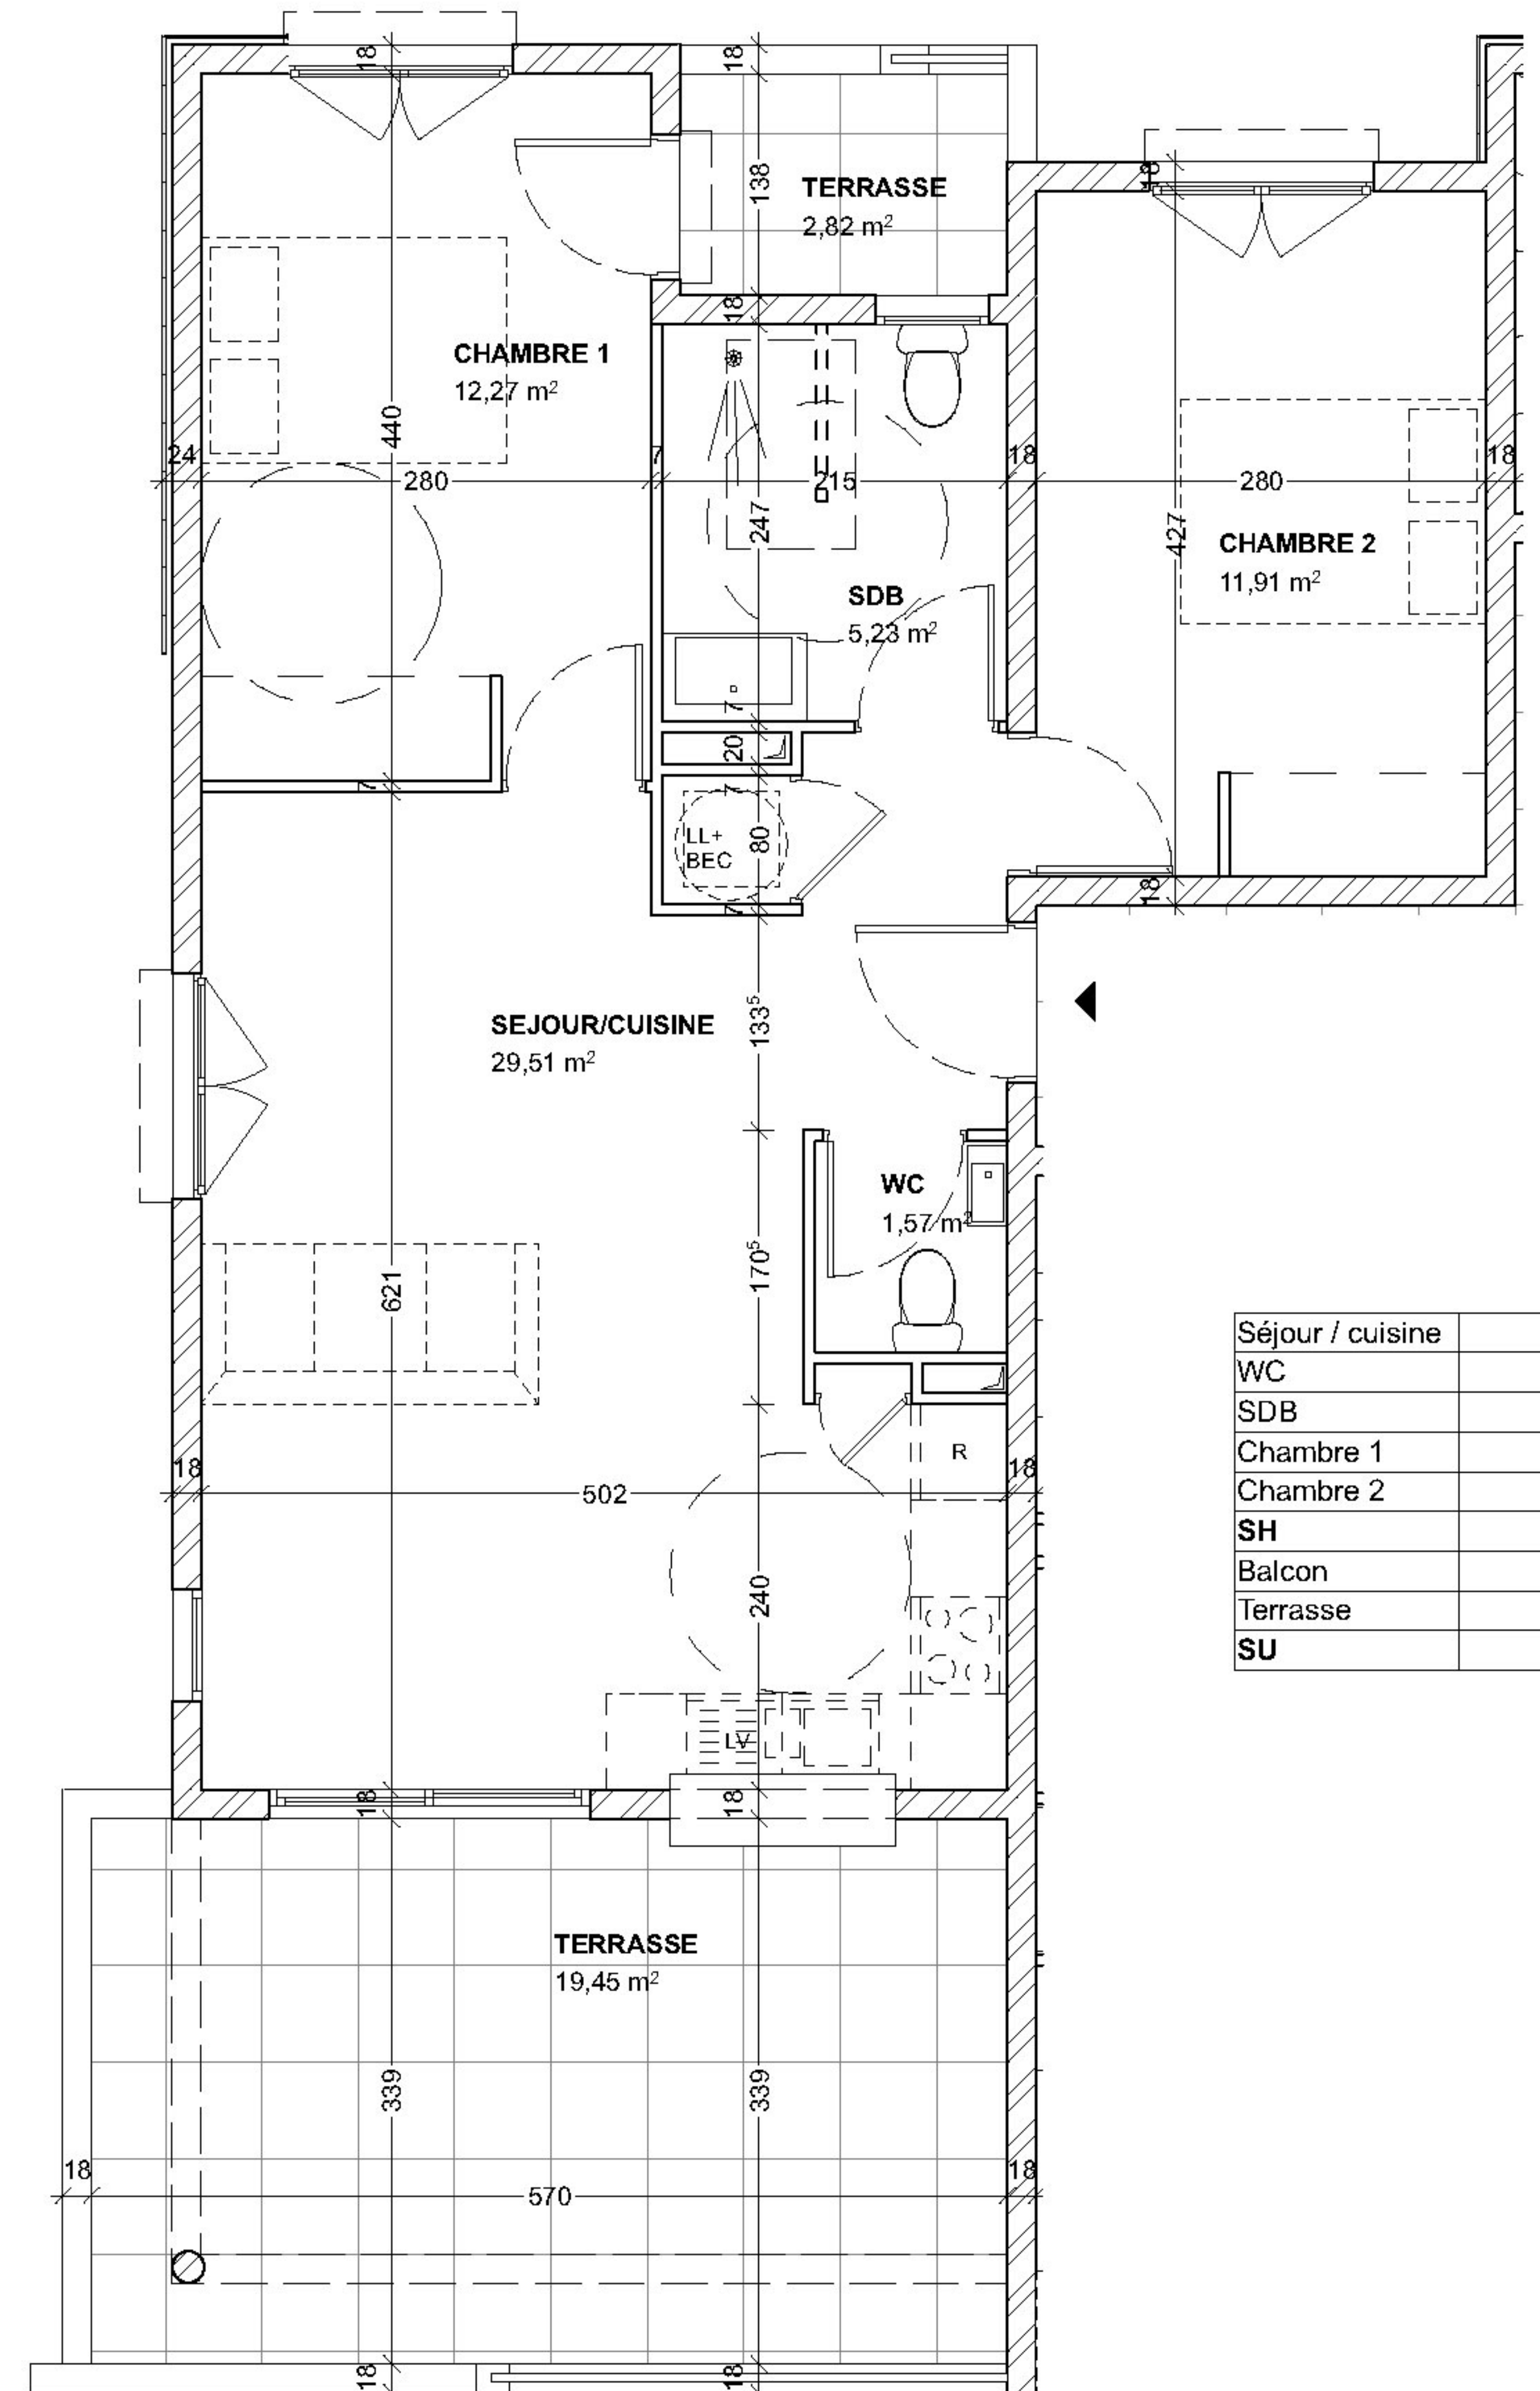 18
18
138
TERRASSE
2,82 m²
18
18
CHAMBRE 1
12,27 m²
440
24
280
7
215
18
280
18
247
427
CHAMBRE 2
11,91 m²
SDB
5,23 m²
7
20
7
7
LL+
BEC
80
7
18
SEJOUR/CUISINE
29,51 m²
133⁵
WC
1,57 m²
170⁵
621
Séjour / cuisine
WC
SDB
Chambre 1
Chambre 2
SH
Balcon
Terrasse
SU
R
18
502
18
240
LV
18
18
TERRASSE
19,45 m²
339
339
18
570
18
18
18